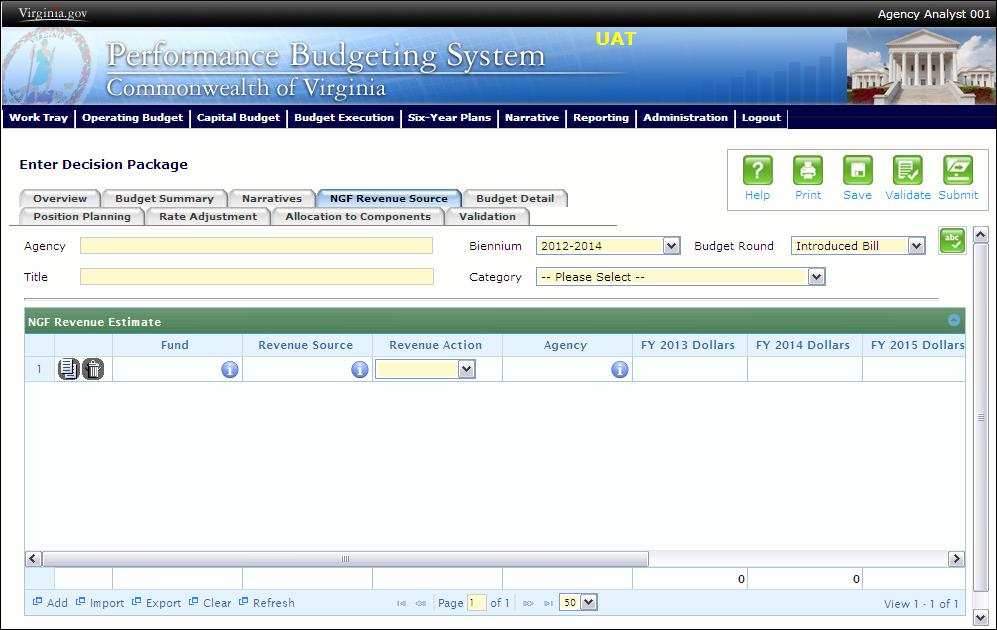 Virginia.gov
Agency Analyst 001
UAT
Performance Budgeting System
Commonwealth of Virginia
Work Tray Operating Budget Capital Budget Budget Execution Six-Year Plans Narrative Reporting Administration Logout
Enter Decision Package
? 
Help Print Save Validate Submit
Overview Budget Summary Narratives NGF Revenue Source Budget Detail
Position Planning Rate Adjustment Allocation to Components Validation
Agency Biennium 2012-2014 Budget Round Introduced Bill abc
Title Category -- Please Select --
NGF Revenue Estimate
Fund Revenue Source Revenue Action Agency FY 2013 Dollars FY 2014 Dollars FY 2015 Dollars
1 i i i
0 0
Add Import Export Clear Refresh Page 1 of 1 50 View 1 - 1 of 1